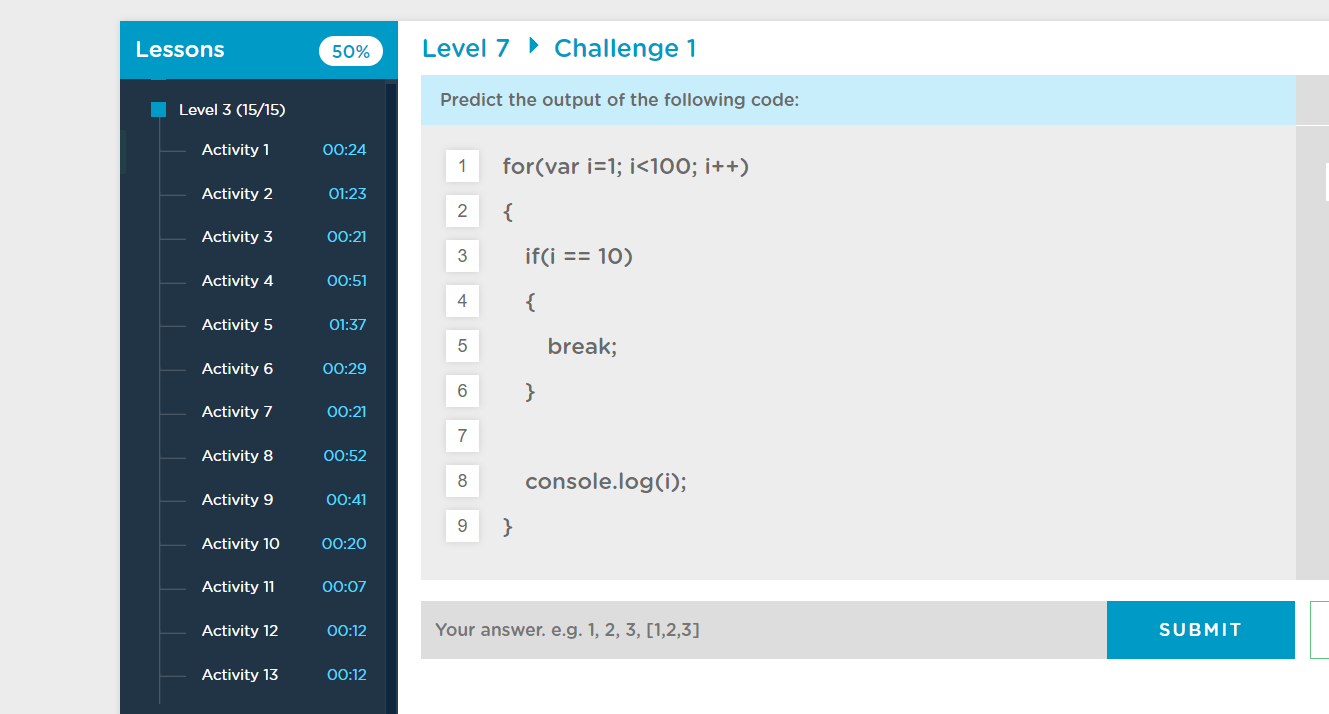 Lessons
50%
Level 3 (15/15)
Activity 1 00:24
Activity 2 01:23
Activity 3 00:21
Activity 4 00:51
Activity 5 01:37
Activity 6 00:29
Activity 7 00:21
Activity 8 00:52
Activity 9 00:41
Activity 10 00:20
Activity 11 00:07
Activity 12 00:12
Activity 13 00:12
Level 7 Challenge 1
Predict the output of the following code:
1 for(var i=1; i<100; i++)
2 {
3 if(i == 10)
4 {
5 break;
6 }
7
8 console.log(i);
9 }
Your answer. e.g. 1, 2, 3, [1,2,3]
SUBMIT